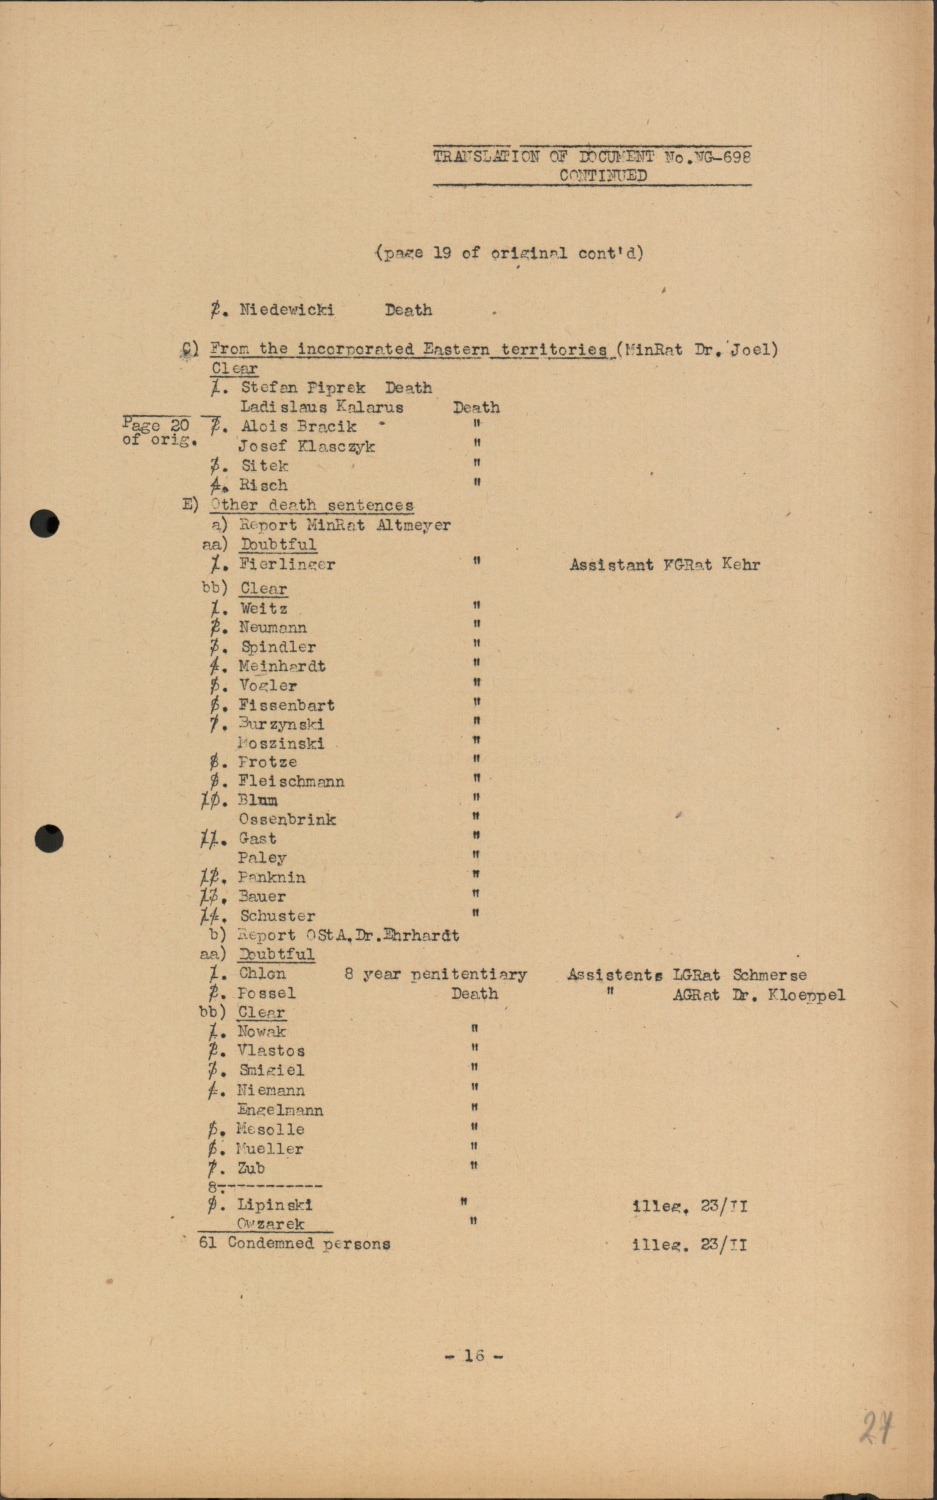 TRANSLATION OF DOCUMENT No.NG-698
CONTINUED
(page 19 of original cont'd)
2. Niedewicki Death
C) From the incorporated Eastern territories (MinRat Dr. Joel)
Clear
1. Stefan Piprek Death
Ladislaus Kalarus Death
Page 20 2. Alois Bracik "
of orig. Josef Klasczyk "
3. Sitek "
4. Risch "
E) Other death sentences
a) Report MinRat Altmeyer
aa) Doubtful
1. Fierlinger " Assistant FGRat Kehr
bb) Clear
1. Weitz "
2. Neumann "
3. Spindler "
4. Meinhardt "
5. Vogler "
6. Fissenbart "
7. Burzynski "
Moszinski "
8. Protze "
9. Fleischmann "
10. Blum "
Ossenbrink "
11. Gast "
Paley "
12. Panknin "
13. Bauer "
14. Schuster "
b) Report OStA.Dr.Ehrhardt
aa) Doubtful
1. Chlon 8 year penitentiary Assistents LGRat Schmerse
2. Possel Death " AGRat Dr. Kloeppel
bb) Clear
1. Nowak "
2. Vlastos "
3. Smigiel "
4. Niemann "
Engelmann "
5. Mesolle "
6. Mueller "
7. Zub "
8.-----------
9. Lipinski " illeg. 23/II
Owzarek "
61 Condemned persons illeg. 23/II
- 16 -
27